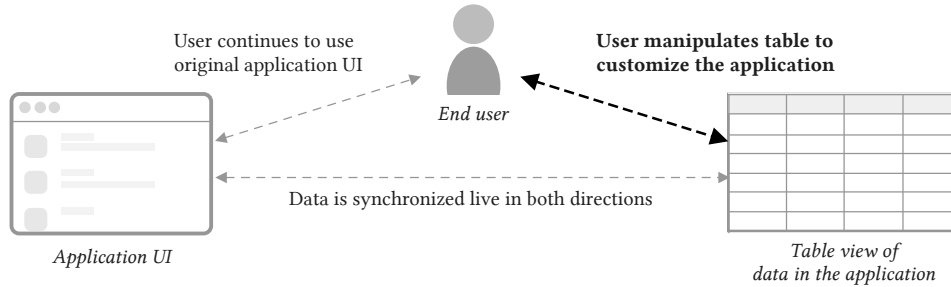 User continues to use
original application UI
User manipulates table to
customize the application
End user
Data is synchronized live in both directions
Application UI
Table view of
data in the application